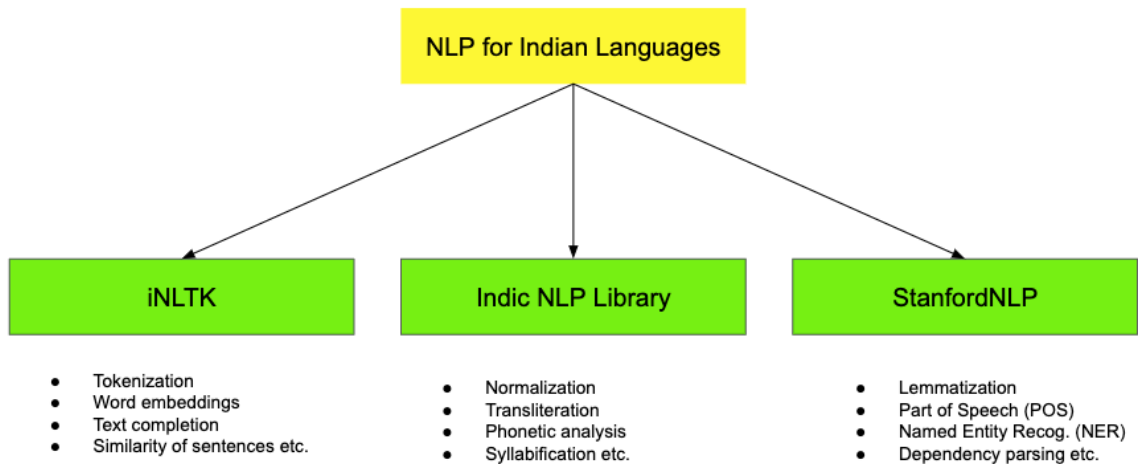 NLP for Indian Languages
iNLTK
● Tokenization
● Word embeddings
● Text completion
● Similarity of sentences etc.
Indic NLP Library
● Normalization
● Transliteration
● Phonetic analysis
● Syllabification etc.
StanfordNLP
● Lemmatization
● Part of Speech (POS)
● Named Entity Recog. (NER)
● Dependency parsing etc.